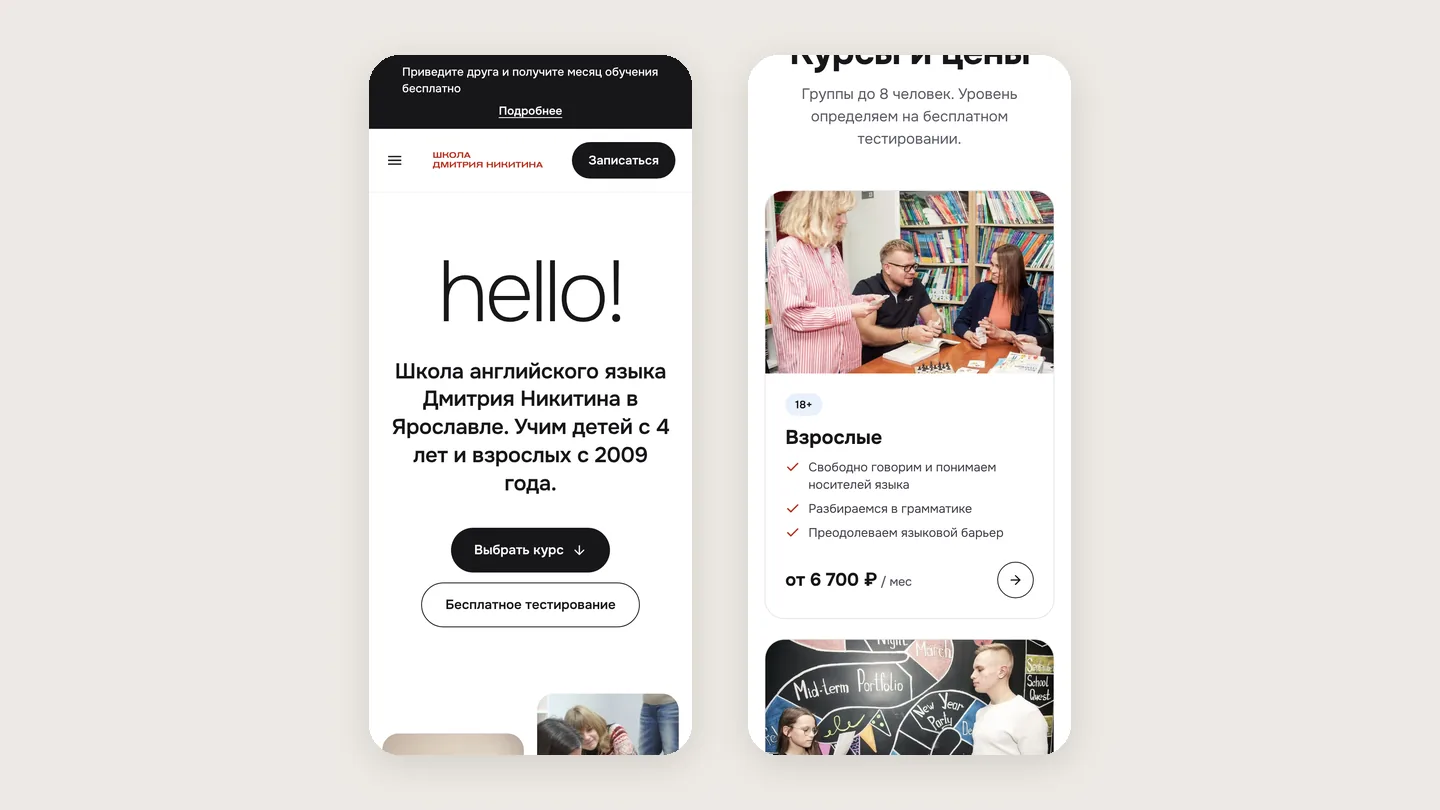 Приведите друга и получите месяц обучения
бесплатно
Подробнее
ШКОЛА
ДМИТРИЯ НИКИТИНА
Записаться
hello!
Школа английского языка
Дмитрия Никитина в
Ярославле. Учим детей с 4
лет и взрослых с 2009
года.
Выбрать курс
Бесплатное тестирование
Курсы и цены
Группы до 8 человек. Уровень
определяем на бесплатном
тестировании.
18+
Взрослые
Свободно говорим и понимаем
носителей языка
Разбираемся в грамматике
Преодолеваем языковой барьер
от 6 700 ₽ / мес
Night
March
Mid-term Portfolio
New Year
Party
School
Quest